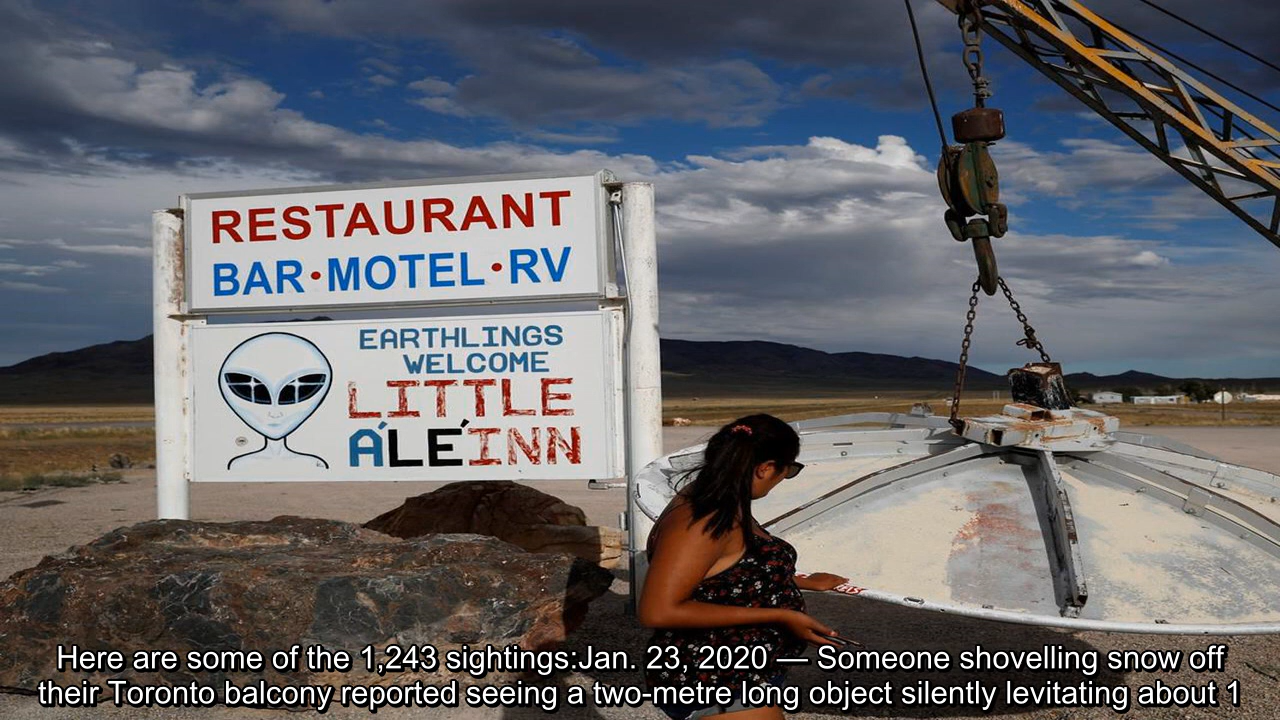 RESTAURANT
BAR•MOTEL•RV
EARTHLINGS
WELCOME
LITTLE
A'LE'INN
Here are some of the 1,243 sightings:Jan. 23, 2020 — Someone shovelling snow off
their Toronto balcony reported seeing a two-metre long object silently levitating about 1